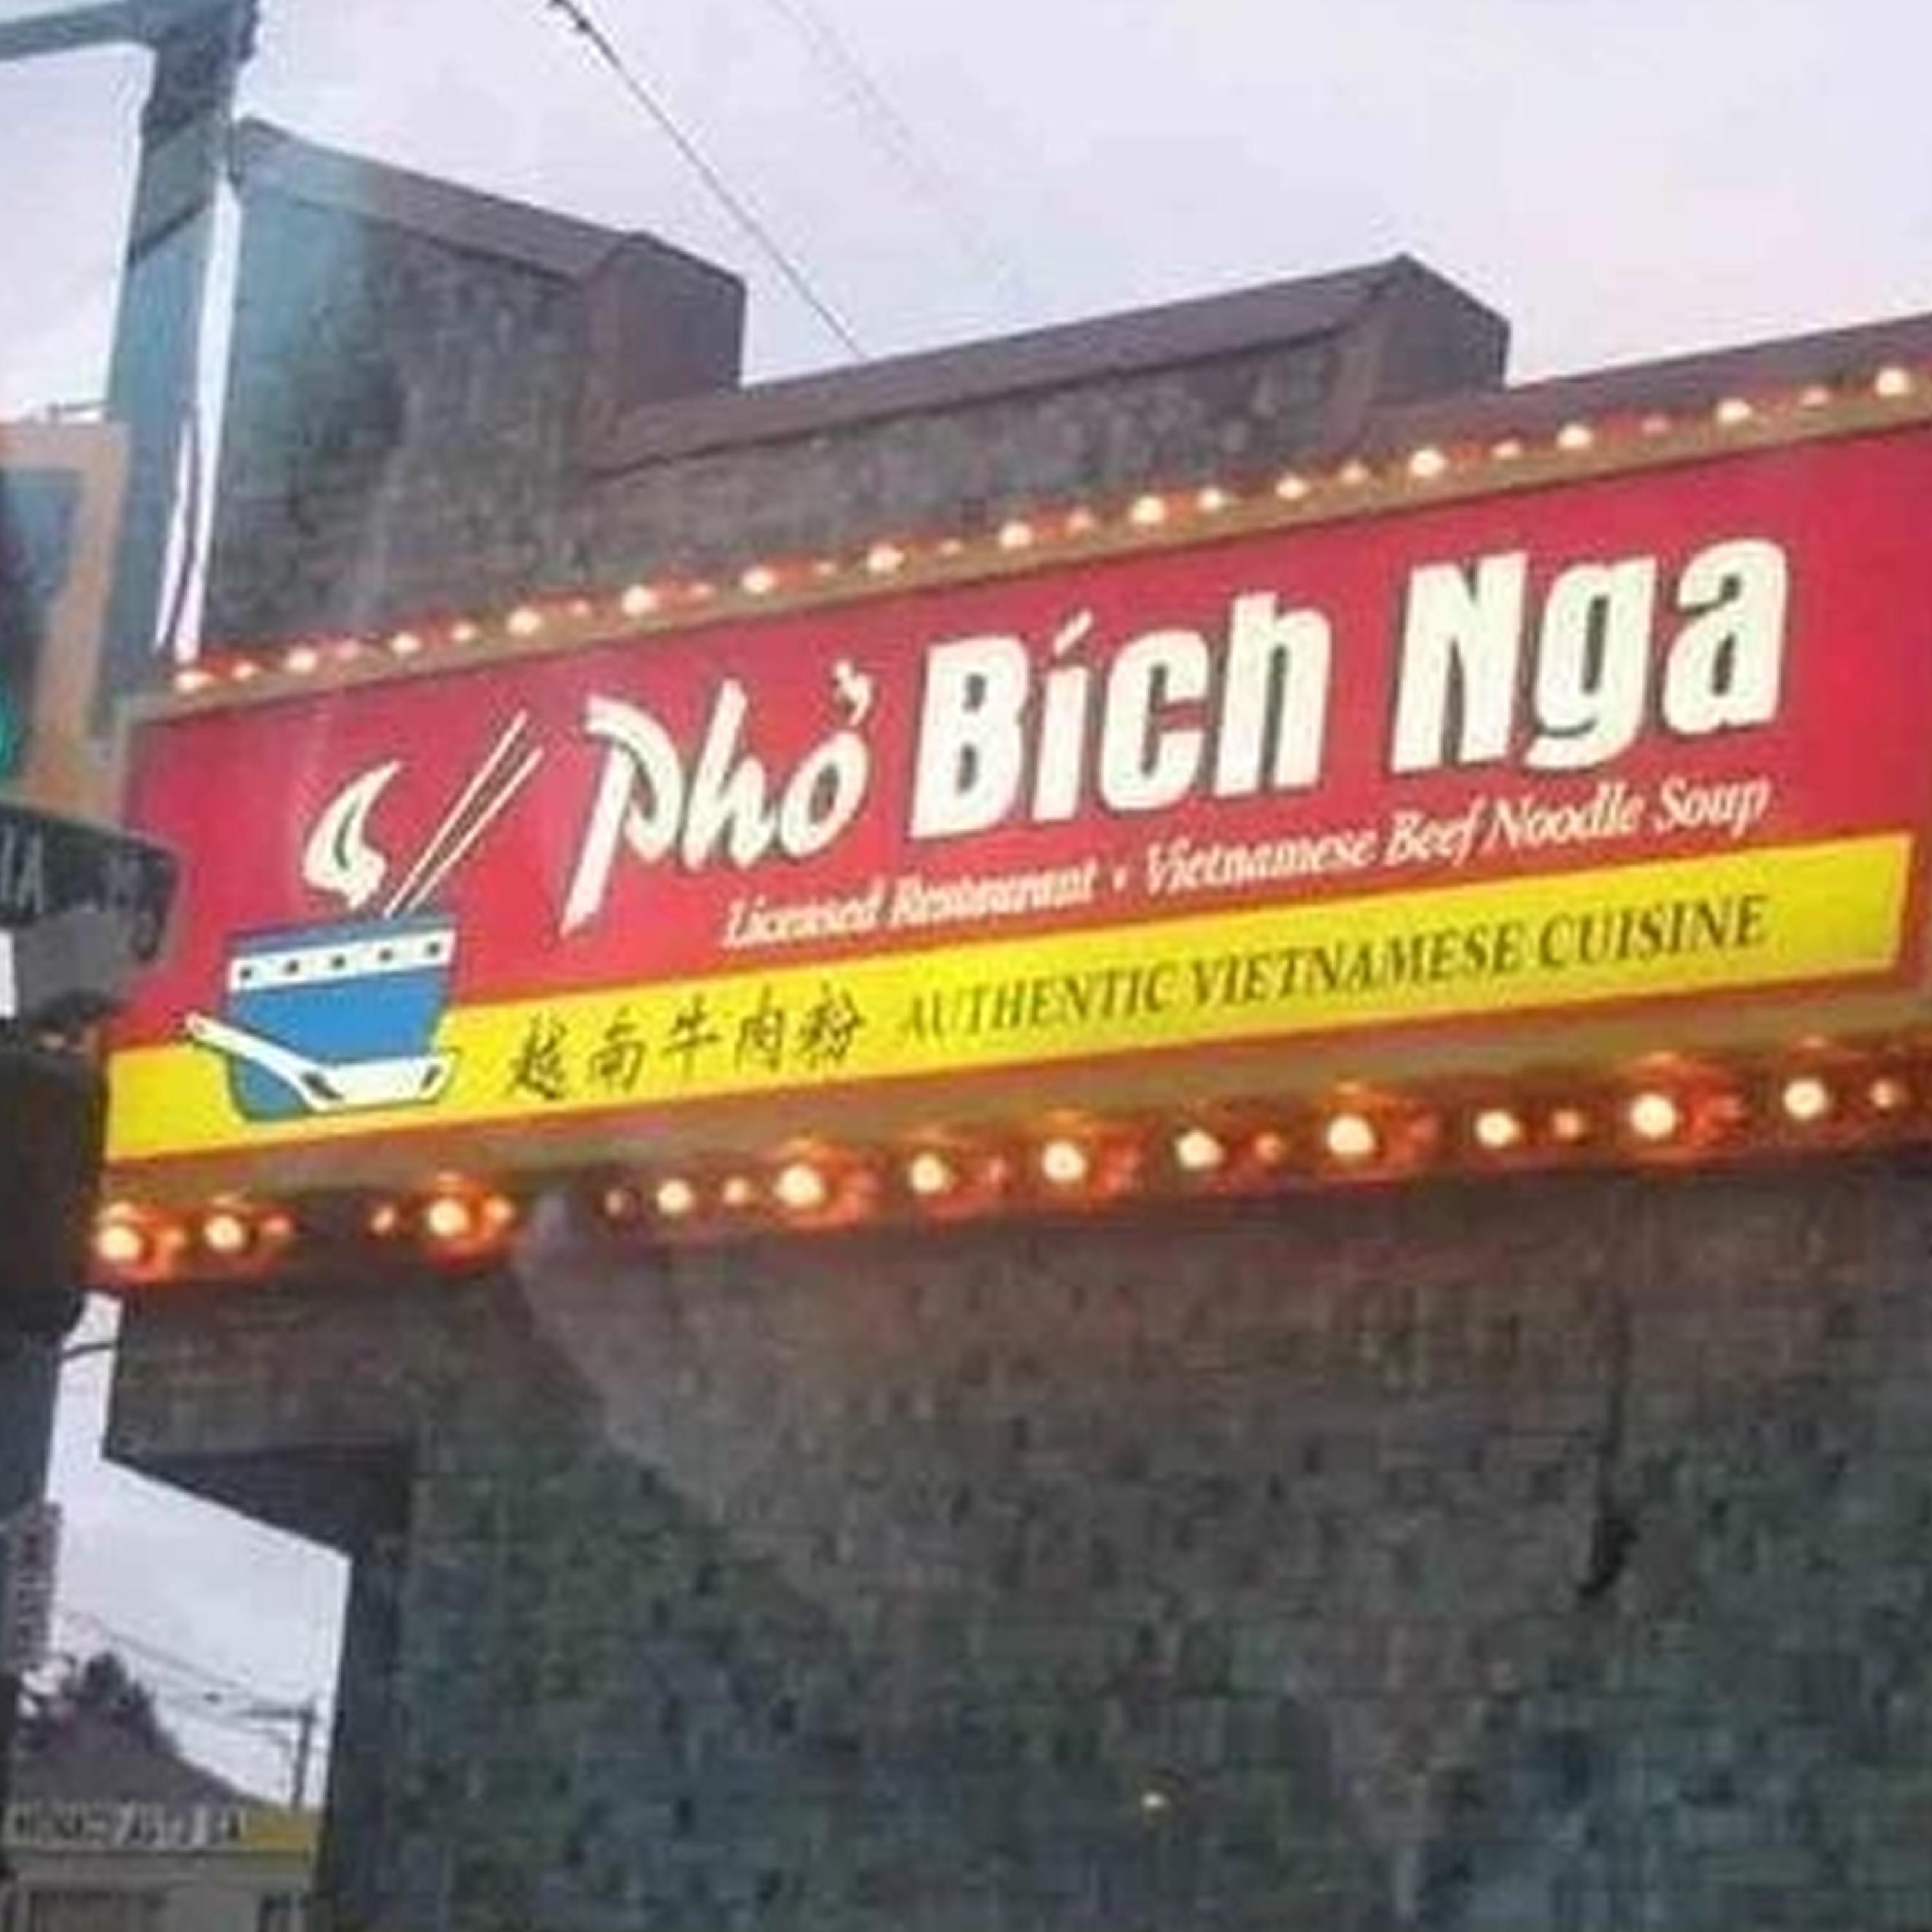 Phở Bích Nga
Licensed Restaurant • Vietnamese Beef Noodle Soup
越南牛肉粉 AUTHENTIC VIETNAMESE CUISINE